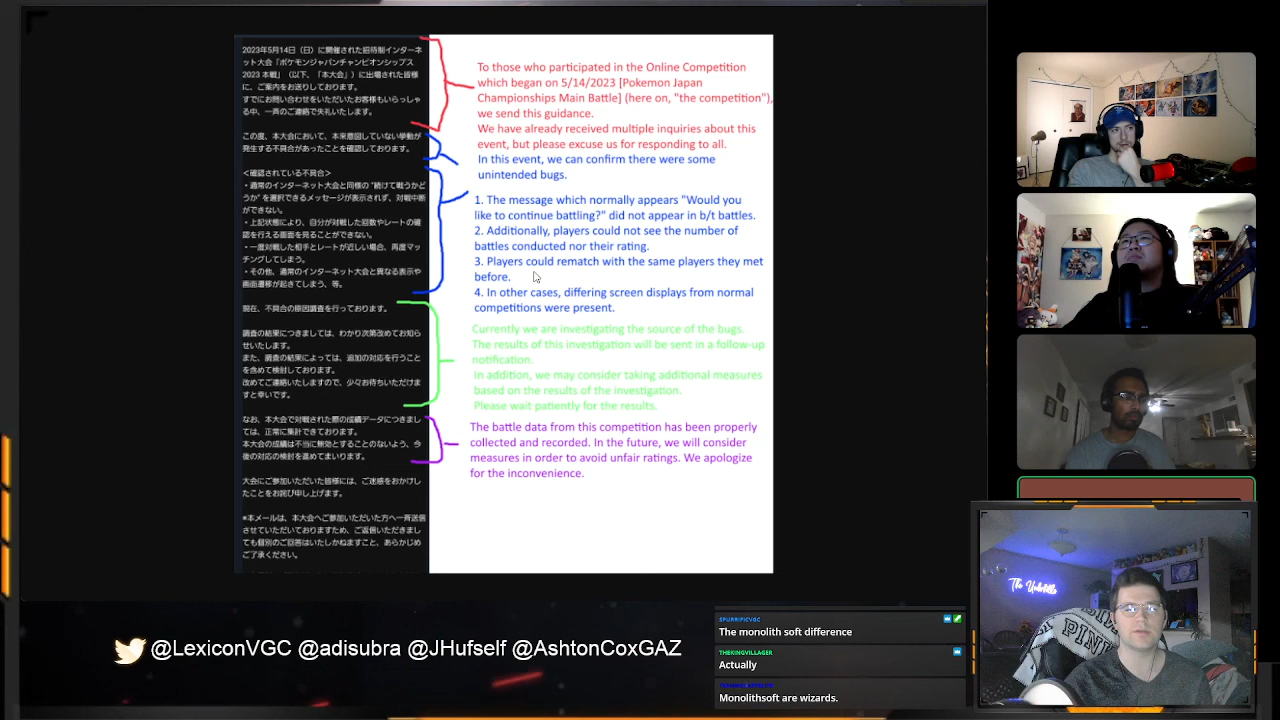 2023年5月14日（日）に開催された招待制インターネ
ット大会「ポケモンジャパンチャンピオンシップス
2023 本戦」（以下、「本大会」）に出場された皆様
に、ご案内をお送りしております。
すでにお問い合わせをいただいたお客様もいらっしゃ
る中、一斉のご連絡で失礼いたします。
この度、本大会において、本来意図していない挙動が
発生する不具合があったことを確認しております。
＜確認されている不具合＞
・通常のインターネット大会と同様の“続けて戦うかど
うか”を選択できるメッセージが表示されず、対戦中断
ができない。
・上記状態により、自分が対戦した回数やレートの確
認を行える画面を見ることができない。
・一度対戦した相手とレートが近しい場合、再度マッ
チングしてしまう。
・その他、通常のインターネット大会と異なる表示や
画面遷移が起きてしまう、等。
現在、不具合の原因調査を行っております。
調査の結果につきましては、わかり次第改めてお知ら
せいたします。
また、調査の結果によっては、追加の対応を行うこと
を含めて検討しております。
改めてご連絡いたしますので、少々お待ちいただけま
すと幸いです。
なお、本大会で対戦された際の成績データにつきまし
ては、正常に集計できております。
本大会の成績は不当に無効とすることのないよう、今
後の対応の検討を進めてまいります。
大会にご参加いただいた皆様には、ご迷惑をおかけし
たことをお詫び申し上げます。
※本メールは、本大会へご参加いただいた方へ一斉送信
させていただいておりますため、ご返信いただきまし
ても個別のご回答はいたしかねますこと、あらかじめ
ご了承ください。
To those who participated in the Online Competition
which began on 5/14/2023 [Pokemon Japan
Championships Main Battle] (here on, "the competition"),
we send this guidance.
We have already received multiple inquiries about this
event, but please excuse us for responding to all.
In this event, we can confirm there were some
unintended bugs.
1. The message which normally appears "Would you
like to continue battling?" did not appear in b/t battles.
2. Additionally, players could not see the number of
battles conducted nor their rating.
3. Players could rematch with the same players they met
before.
4. In other cases, differing screen displays from normal
competitions were present.
Currently we are investigating the source of the bugs.
The results of this investigation will be sent in a follow-up
notification.
In addition, we may consider taking additional measures
based on the results of the investigation.
Please wait patiently for the results.
The battle data from this competition has been properly
collected and recorded. In the future, we will consider
measures in order to avoid unfair ratings. We apologize
for the inconvenience.
@LexiconVGC @adisubra @JHufself @AshtonCoxGAZ
SPURRIFICVGC
The monolith soft difference
THEKINGVILLAGER
Actually
Monolithsoft are wizards.
PINK